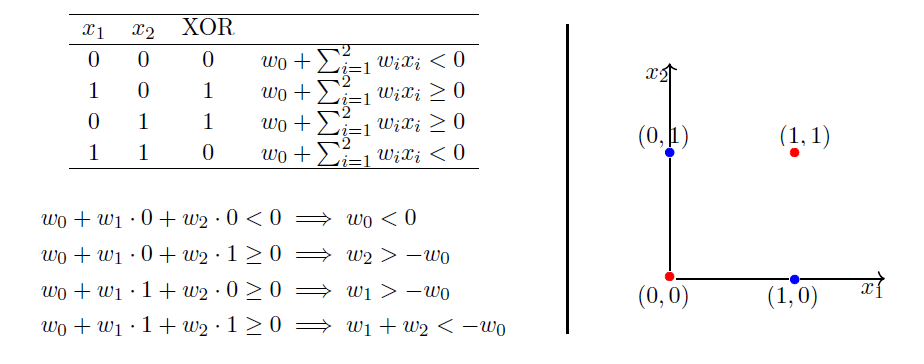 x₁ x₂ XOR
0 0 0 w₀ + ∑²ᵢ₌₁ wᵢxᵢ < 0
1 0 1 w₀ + ∑²ᵢ₌₁ wᵢxᵢ ≥ 0
0 1 1 w₀ + ∑²ᵢ₌₁ wᵢxᵢ ≥ 0
1 1 0 w₀ + ∑²ᵢ₌₁ wᵢxᵢ < 0
w₀ + w₁ · 0 + w₂ · 0 < 0 ⟹ w₀ < 0
w₀ + w₁ · 0 + w₂ · 1 ≥ 0 ⟹ w₂ > −w₀
w₀ + w₁ · 1 + w₂ · 0 ≥ 0 ⟹ w₁ > −w₀
w₀ + w₁ · 1 + w₂ · 1 ≥ 0 ⟹ w₁ + w₂ < −w₀
x₂
(0, 1) (1, 1)
x₁
(0, 0) (1, 0)